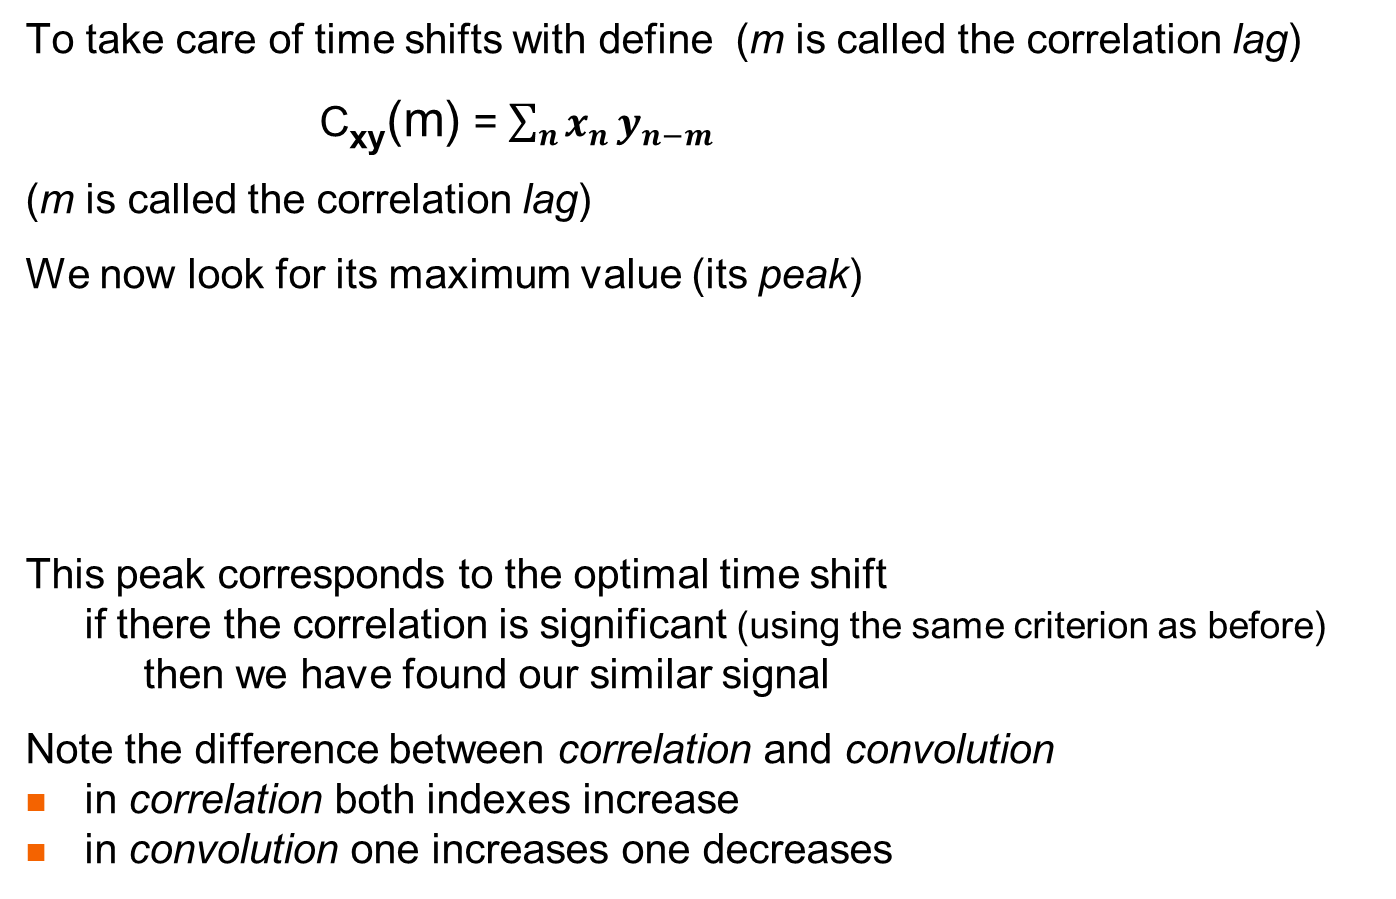 To take care of time shifts with define (m is called the correlation lag)
Cxy(m) = ∑n xn yn−m
(m is called the correlation lag)
We now look for its maximum value (its peak)
This peak corresponds to the optimal time shift
if there the correlation is significant (using the same criterion as before)
then we have found our similar signal
Note the difference between correlation and convolution
▪ in correlation both indexes increase
▪ in convolution one increases one decreases